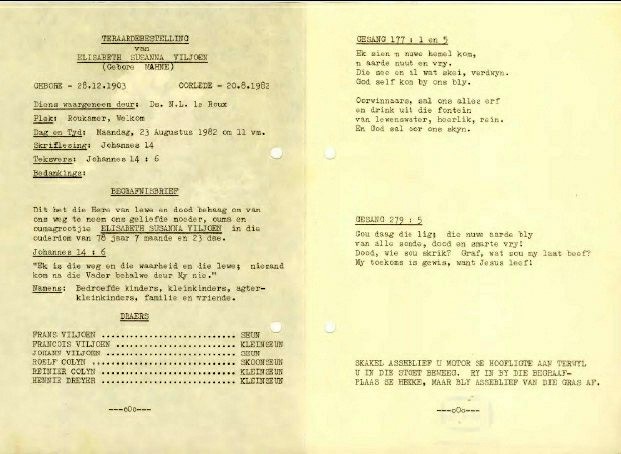 TERAARDEBESTELLING
van
ELISABETH SUSANNA VILJOEN
(Gebore MAHNE)
GEBORE - 28.12.1903 OORLEDE - 20.8.1982
Diens waargeneem deur: Ds. N.L. le Roux
Plek: Roukamer, Welkom
Dag en Tyd: Maandag, 23 Augustus 1982 om 11 vm.
Skriflesing: Johannes 14
Teksvers: Johannes 14 : 6
Bedankings:
BEGRAFNISBRIEF
Dit het die Here van lewe en dood behaag om van
ons weg te neem ons geliefde moeder, ouma en
oumagrootjie ELISABETH SUSANNA VILJOEN in die
ouderdom van 78 jaar 7 maande en 23 dae.
Johannes 14 : 6
"Ek is die weg en die waarheid en die lewe; niemand
kom na die Vader behalwe deur My nie."
Namens: Bedroefde kinders, kleinkinders, agter-
kleinkinders, familie en vriende.
DRAERS
FRANS VILJOEN ........................ SEUN
FRANCOIS VILJOEN ........................ KLEINSEUN
JOHANN VILJOEN ........................ SEUN
ROELF COLYN ........................ SKOONSEUN
REINIER COLYN ........................ KLEINSEUN
HENNIE DREYER ........................ KLEINSEUN
---oOo---
GESANG 177 : 1 en 5
Ek sien 'n nuwe hemel kom,
'n aarde nuut en vry.
Die see en al wat skei, verdwyn.
God self kom by ons bly.
Oorwinnaars, sal ons alles erf
en drink uit die fontein
van lewenswater, heerlik, rein.
En God sal oor ons skyn.
GESANG 279 : 5
Gou daag die lig; die nuwe aarde bly
van alle sonde, dood en smarte vry!
Dood, wie sou skrik? Graf, wat sou my laat beef?
My toekoms is gewis, want Jesus leef!
SKAKEL ASSEBLIEF U MOTOR SE HOOFLIGTE AAN TERWYL
U IN DIE STOET BEWEEG. RY IN BY DIE BEGRAAF-
PLAAS SE HEKKE, MAAR BLY ASSEBLIEF VAN DIE GRAS AF.
---oOo---